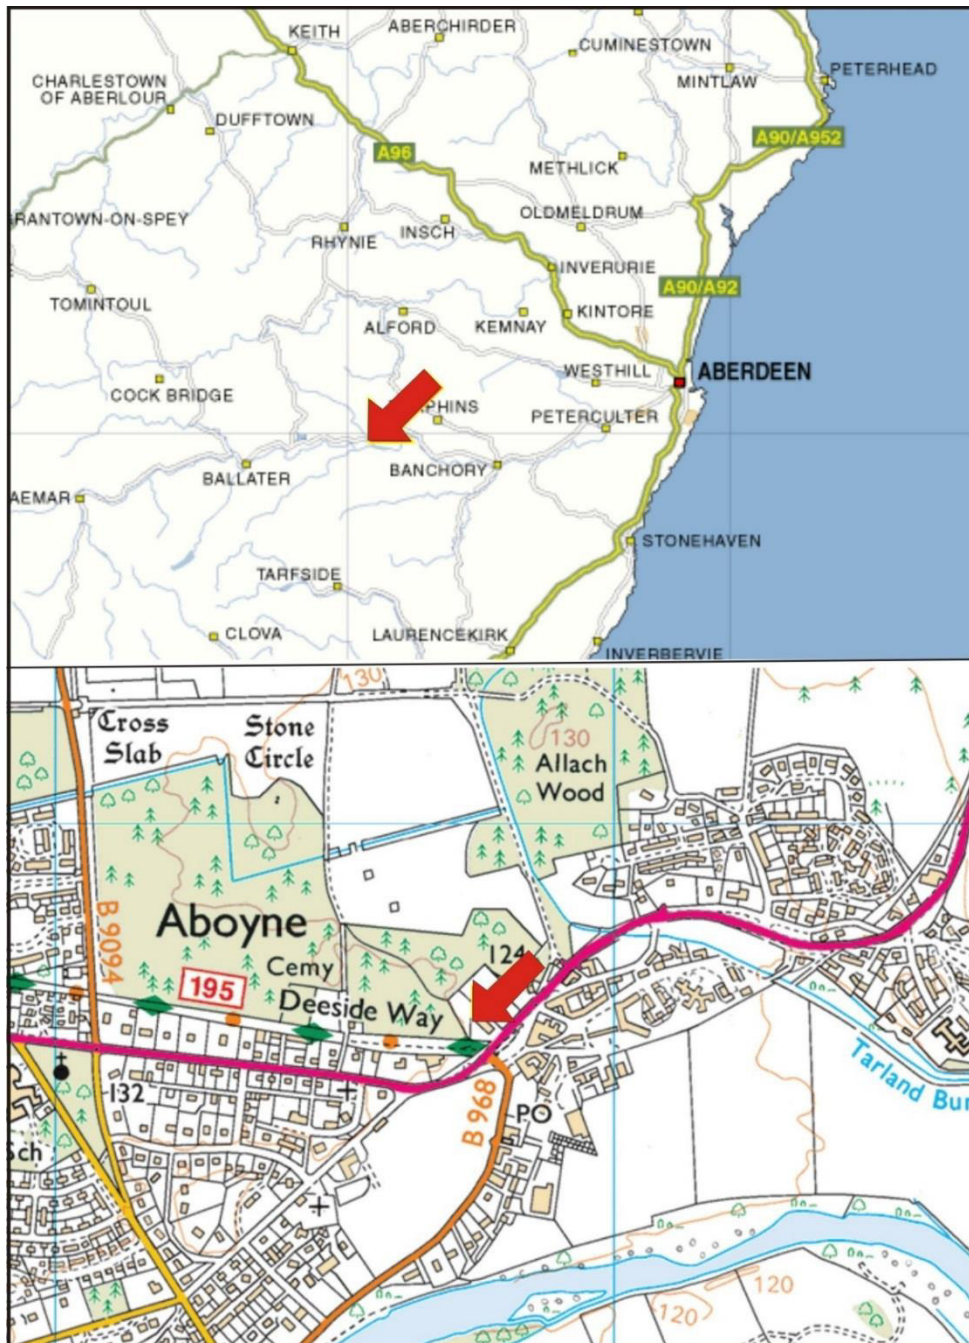 KEITH
ABERCHIRDER
CUMINESTOWN
CHARLESTOWN
OF ABERLOUR
MINTLAW
PETERHEAD
DUFFTOWN
A90/A952
A96
METHLICK
GRANTOWN-ON-SPEY
OLDMELDRUM
RHYNIE
INSCH
INVERURIE
TOMINTOUL
A90/A92
ALFORD
KEMNAY
KINTORE
WESTHILL
ABERDEEN
COCK BRIDGE
PHINS
PETERCULTER
BALLATER
BANCHORY
AEMAR
STONEHAVEN
TARFSIDE
CLOVA
LAURENCEKIRK
INVERBERVIE
130
Cross
Slab
Stone
Circle
130
Allach
Wood
B 9094
Aboyne
Cemy
124
195
Deeside Way
Tarland Bu
132
B 968
PO
Sch
120
120